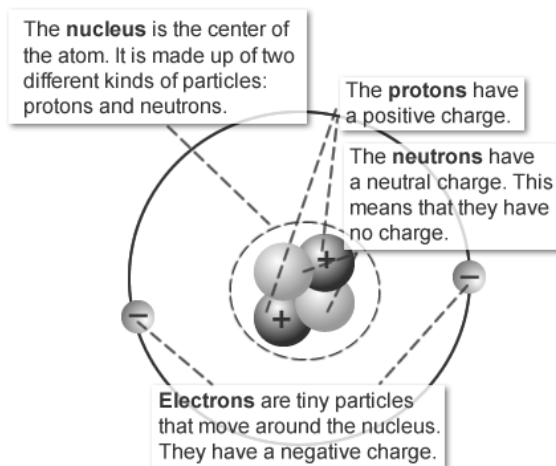 The nucleus is the center of
the atom. It is made up of two
different kinds of particles:
protons and neutrons.
The protons have
a positive charge.
The neutrons have
a neutral charge. This
means that they have
no charge.
+
−
−
+
Electrons are tiny particles
that move around the nucleus.
They have a negative charge.